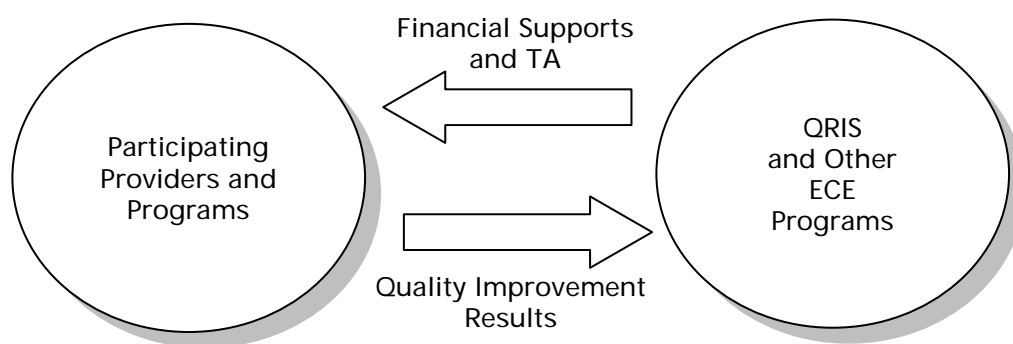 Financial Supports
and TA
Participating
Providers and
Programs
QRIS
and Other
ECE
Programs
Quality Improvement
Results